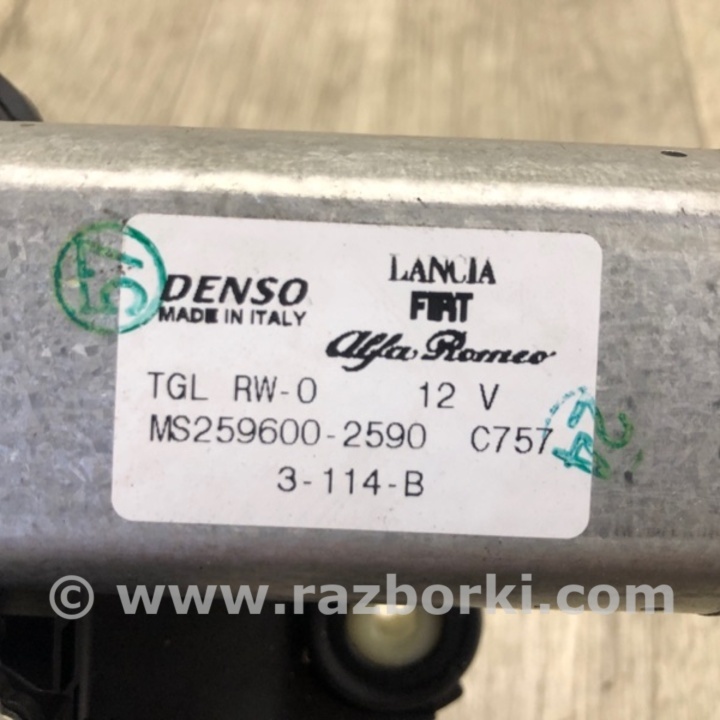 DENSO
MADE IN ITALY
LANCIA
FIAT
Alfa Romeo
TGL RW-0 12 V
MS259600-2590 C757
3-114-B
© www.razborki.com